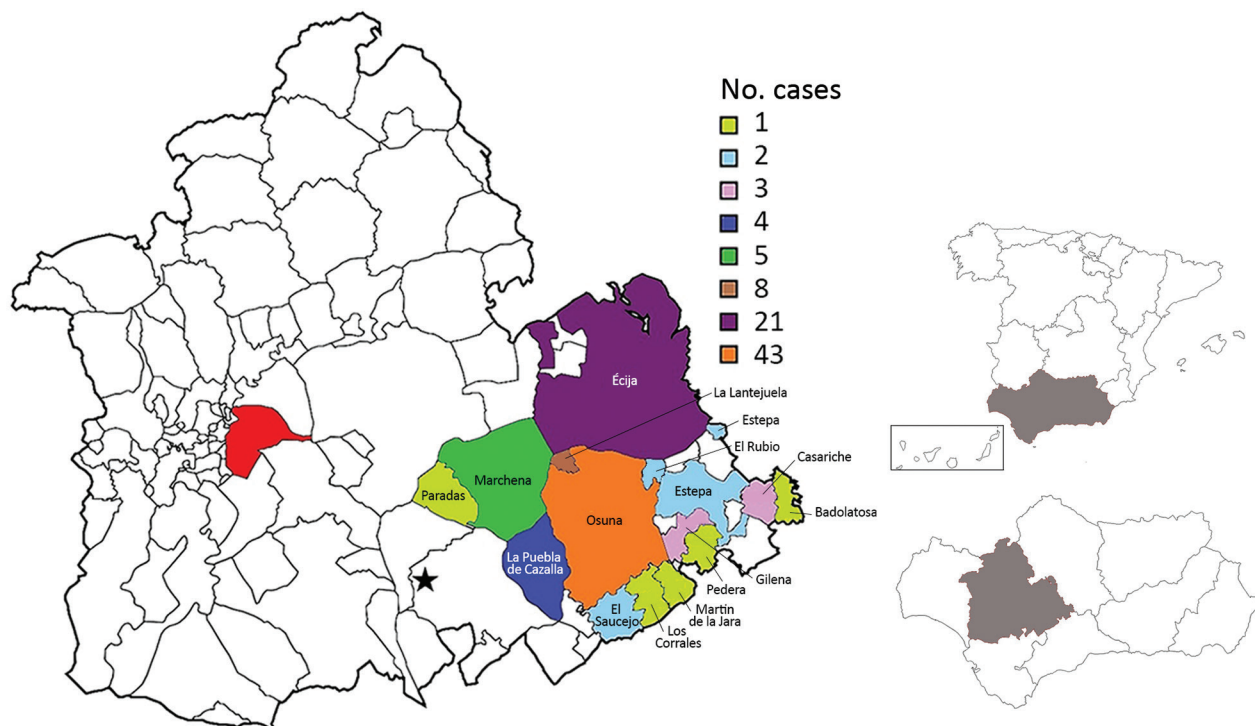 No. cases
1
2
3
4
5
8
21
43
Écija
La Lantejuela
Estepa
El Rubio
Casariche
Marchena
Paradas
Estepa
Badolatosa
Osuna
La Puebla
de Cazalla
Gilena
Pedera
Martin
de la Jara
El
Saucejo
Los
Corrales